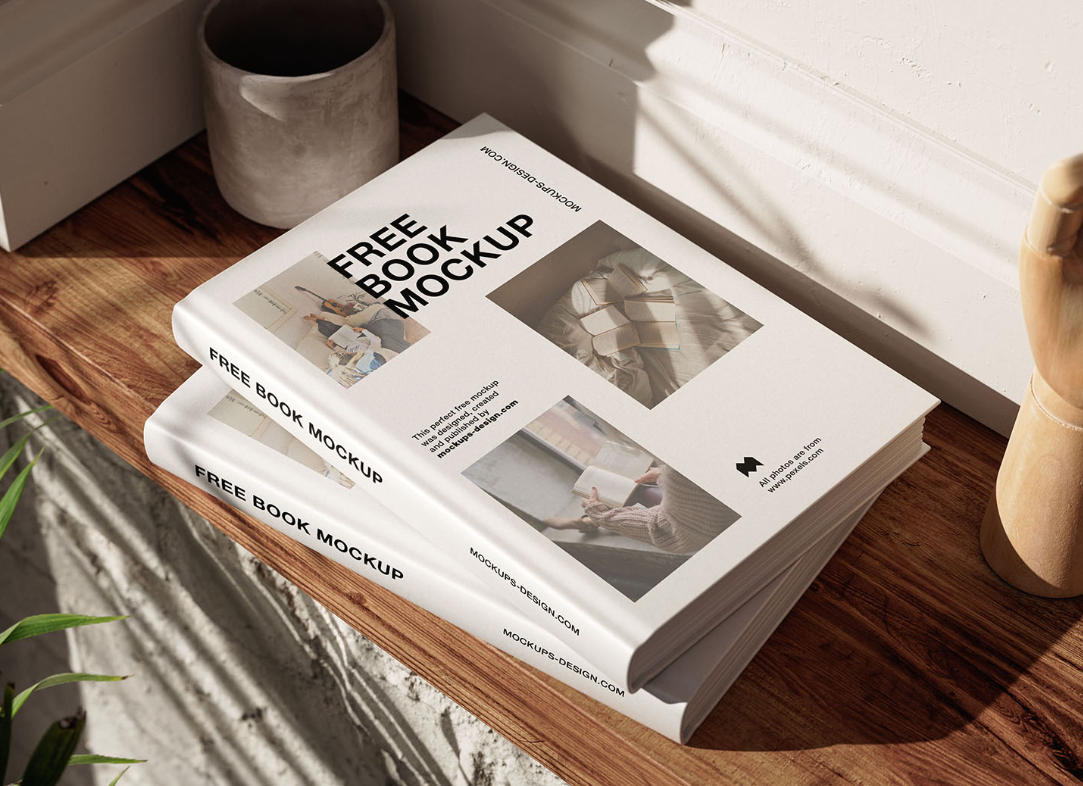 MOCKUPS-DESIGN.COM
FREE
BOOK
MOCKUP
This perfect free mockup
was designed, created
and published by
mockups-design.com
All photos are from
www.pexels.com
FREE BOOK MOCKUP
MOCKUPS-DESIGN.COM
FREE BOOK MOCKUP
MOCKUPS-DESIGN.COM